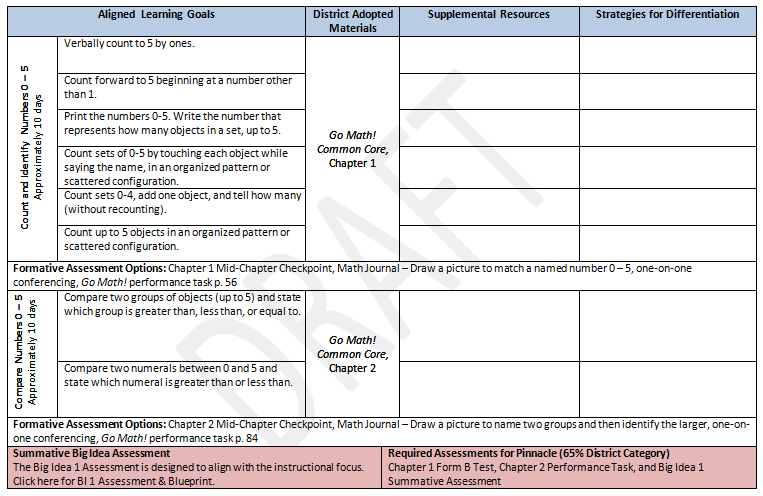 Aligned Learning Goals
District Adopted
Materials
Supplemental Resources
Strategies for Differentiation
Count and Identify Numbers 0 – 5
Approximately 10 days
Verbally count to 5 by ones.
Count forward to 5 beginning at a number other
than 1.
Print the numbers 0-5. Write the number that
represents how many objects in a set, up to 5.
Count sets of 0-5 by touching each object while
saying the name, in an organized pattern or
scattered configuration.
Count sets 0-4, add one object, and tell how many
(without recounting).
Count up to 5 objects in an organized pattern or
scattered configuration.
Go Math!
Common Core,
Chapter 1
DRAFT
Formative Assessment Options: Chapter 1 Mid-Chapter Checkpoint, Math Journal – Draw a picture to match a named number 0 – 5, one-on-one
conferencing, Go Math! performance task p. 56
Compare Numbers 0 – 5
Approximately 10 days
Compare two groups of objects (up to 5) and state
which group is greater than, less than, or equal to.
Compare two numerals between 0 and 5 and
state which numeral is greater than or less than.
Go Math!
Common Core,
Chapter 2
Formative Assessment Options: Chapter 2 Mid-Chapter Checkpoint, Math Journal – Draw a picture to name two groups and then identify the larger, one-on-
one conferencing, Go Math! performance task p. 84
Summative Big Idea Assessment
The Big Idea 1 Assessment is designed to align with the instructional focus.
Click here for BI 1 Assessment & Blueprint.
Required Assessments for Pinnacle (65% District Category)
Chapter 1 Form B Test, Chapter 2 Performance Task, and Big Idea 1
Summative Assessment